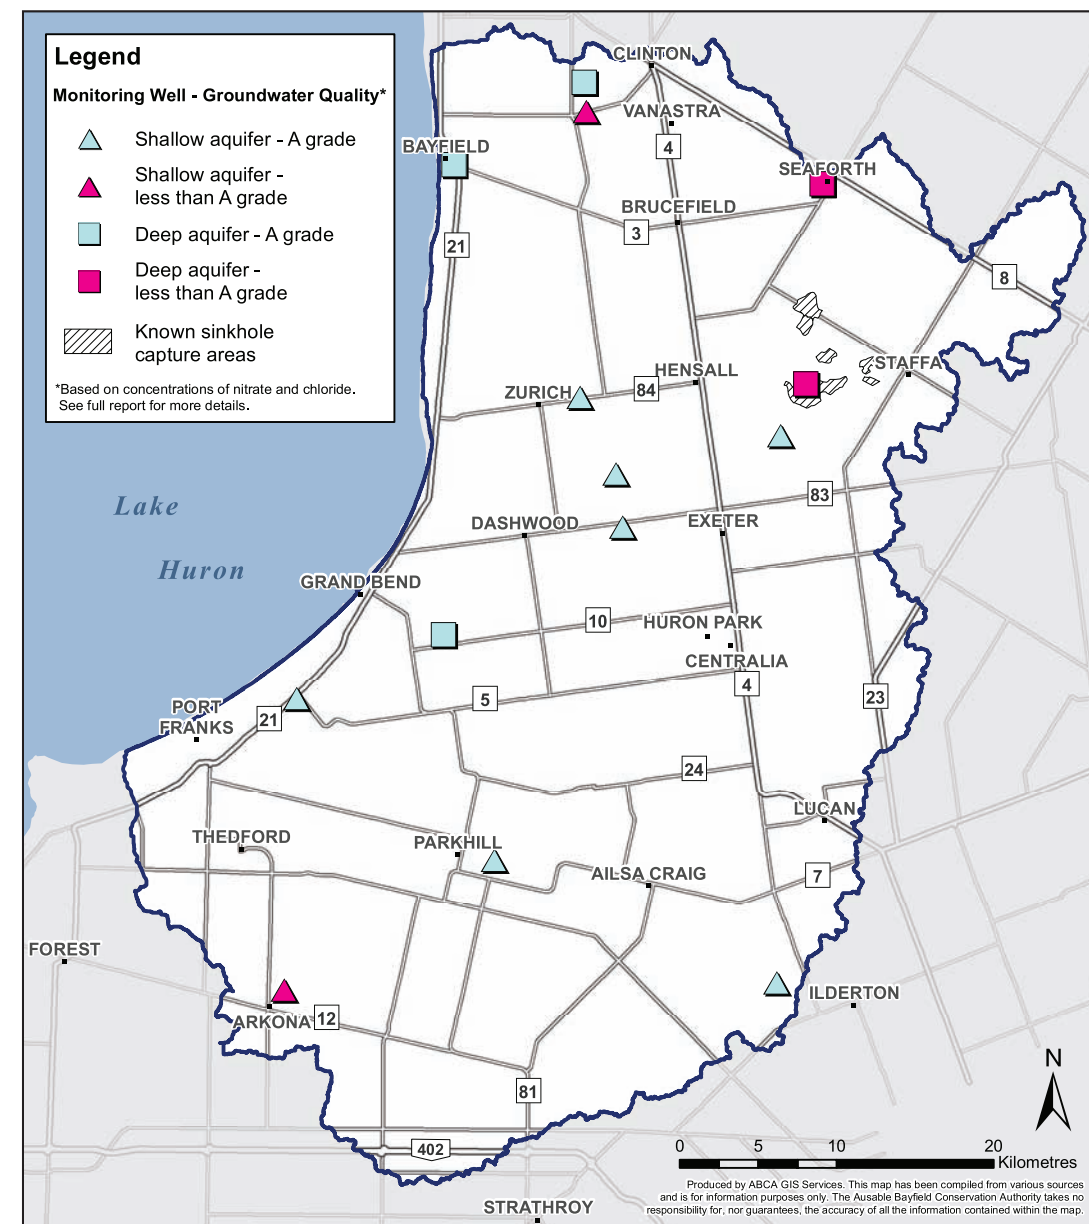 Legend
Monitoring Well - Groundwater Quality*
Shallow aquifer - A grade
Shallow aquifer -
less than A grade
Deep aquifer - A grade
Deep aquifer -
less than A grade
Known sinkhole
capture areas
*Based on concentrations of nitrate and chloride.
See full report for more details.
CLINTON
VANASTRA
4
BAYFIELD
SEAFORTH
BRUCEFIELD
3
21
8
STAFFA
HENSALL
84
ZURICH
83
Lake
DASHWOOD
EXETER
Huron
GRAND BEND
10
HURON PARK
CENTRALIA
4
5
23
PORT
FRANKS
21
24
LUCAN
THEDFORD
PARKHILL
AILSA CRAIG
7
FOREST
ILDERTON
ARKONA
12
81
402
STRATHROY
N
0 5 10 20
Kilometres
Produced by ABCA GIS Services. This map has been compiled from various sources
and is for information purposes only. The Ausable Bayfield Conservation Authority takes no
responsibility for, nor guarantees, the accuracy of all the information contained within the map.